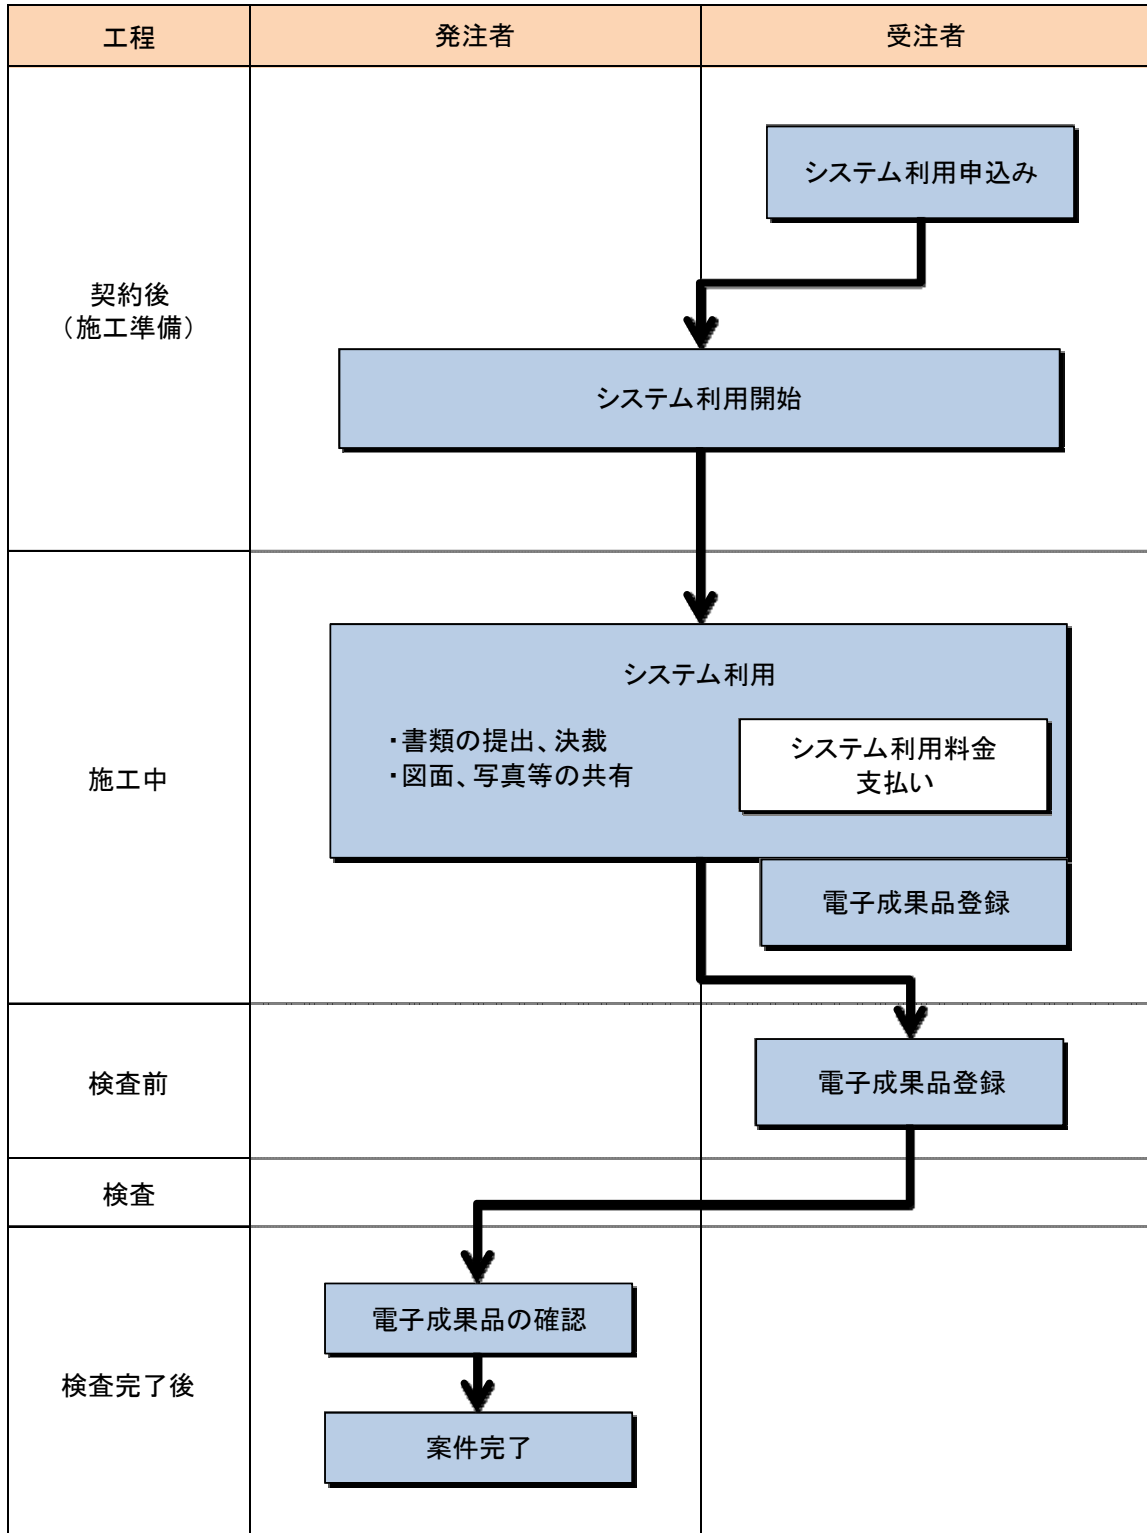 工程
発注者
受注者
契約後
（施工準備）
システム利用申込み
システム利用開始
施工中
システム利用
・書類の提出、決裁
・図面、写真等の共有
システム利用料金
支払い
電子成果品登録
検査前
電子成果品登録
検査
検査完了後
電子成果品の確認
案件完了